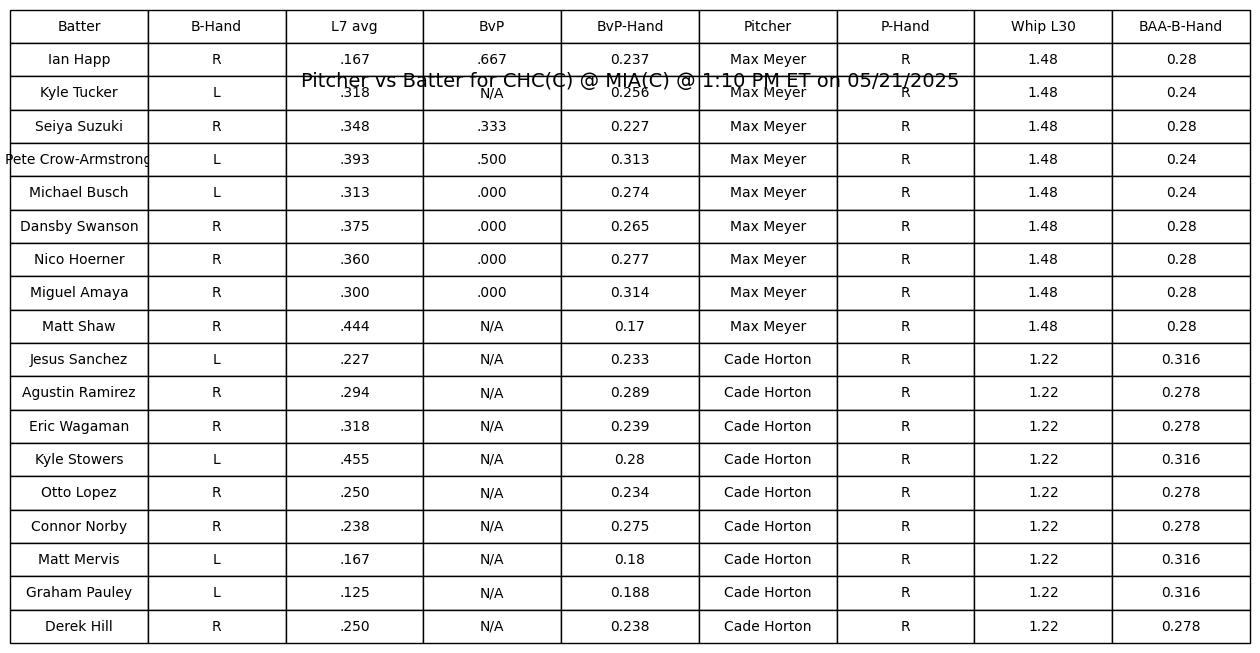 Batter B-Hand L7 avg BvP BvP-Hand Pitcher P-Hand Whip L30 BAA-B-Hand
Ian Happ R .167 .667 0.237 Max Meyer R 1.48 0.28
Pitcher vs Batter for CHC(C) @ MIA(C) @ 1:10 PM ET on 05/21/2025
Kyle Tucker L .318 N/A 0.256 Max Meyer R 1.48 0.24
Seiya Suzuki R .348 .333 0.227 Max Meyer R 1.48 0.28
Pete Crow-Armstrong L .393 .500 0.313 Max Meyer R 1.48 0.24
Michael Busch L .313 .000 0.274 Max Meyer R 1.48 0.24
Dansby Swanson R .375 .000 0.265 Max Meyer R 1.48 0.28
Nico Hoerner R .360 .000 0.277 Max Meyer R 1.48 0.28
Miguel Amaya R .300 .000 0.314 Max Meyer R 1.48 0.28
Matt Shaw R .444 N/A 0.17 Max Meyer R 1.48 0.28
Jesus Sanchez L .227 N/A 0.233 Cade Horton R 1.22 0.316
Agustin Ramirez R .294 N/A 0.289 Cade Horton R 1.22 0.278
Eric Wagaman R .318 N/A 0.239 Cade Horton R 1.22 0.278
Kyle Stowers L .455 N/A 0.28 Cade Horton R 1.22 0.316
Otto Lopez R .250 N/A 0.234 Cade Horton R 1.22 0.278
Connor Norby R .238 N/A 0.275 Cade Horton R 1.22 0.278
Matt Mervis L .167 N/A 0.18 Cade Horton R 1.22 0.316
Graham Pauley L .125 N/A 0.188 Cade Horton R 1.22 0.316
Derek Hill R .250 N/A 0.238 Cade Horton R 1.22 0.278